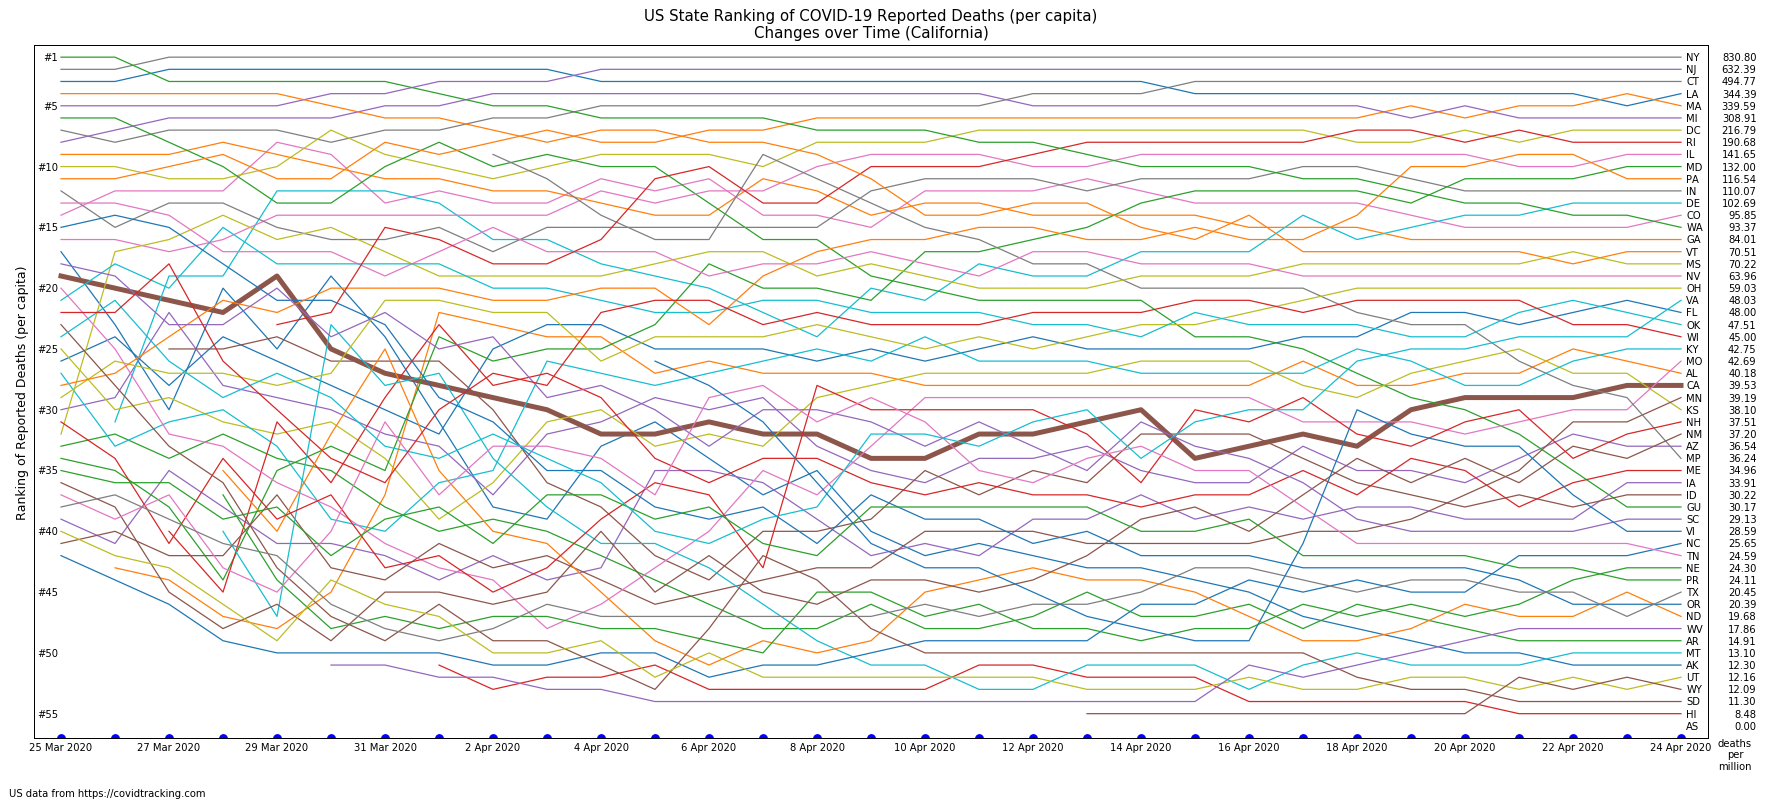 US State Ranking of COVID-19 Reported Deaths (per capita)
Changes over Time (California)
Ranking of Reported Deaths (per capita)
#1
#5
#10
#15
#20
#25
#30
#35
#40
#45
#50
#55
NY 830.80
NJ 632.39
CT 494.77
LA 344.39
MA 339.59
MI 308.91
DC 216.79
RI 190.68
IL 141.65
MD 132.00
PA 116.54
IN 110.07
DE 102.69
CO 95.85
WA 93.37
GA 84.01
VT 70.51
MS 70.22
NV 63.96
OH 59.03
VA 48.03
FL 48.00
OK 47.51
WI 45.00
KY 42.75
MO 42.69
AL 40.18
CA 39.53
MN 39.19
KS 38.10
NH 37.51
NM 37.20
AZ 36.54
MP 36.24
ME 34.96
IA 33.91
ID 30.22
GU 30.17
SC 29.13
VI 28.59
NC 25.65
TN 24.59
NE 24.30
PR 24.11
TX 20.45
OR 20.39
ND 19.68
WV 17.86
AR 14.91
MT 13.10
AK 12.30
UT 12.16
WY 12.09
SD 11.30
HI 8.48
AS 0.00
25 Mar 2020 27 Mar 2020 29 Mar 2020 31 Mar 2020 2 Apr 2020 4 Apr 2020 6 Apr 2020 8 Apr 2020 10 Apr 2020 12 Apr 2020 14 Apr 2020 16 Apr 2020 18 Apr 2020 20 Apr 2020 22 Apr 2020 24 Apr 2020
deaths
per
million
US data from https://covidtracking.com